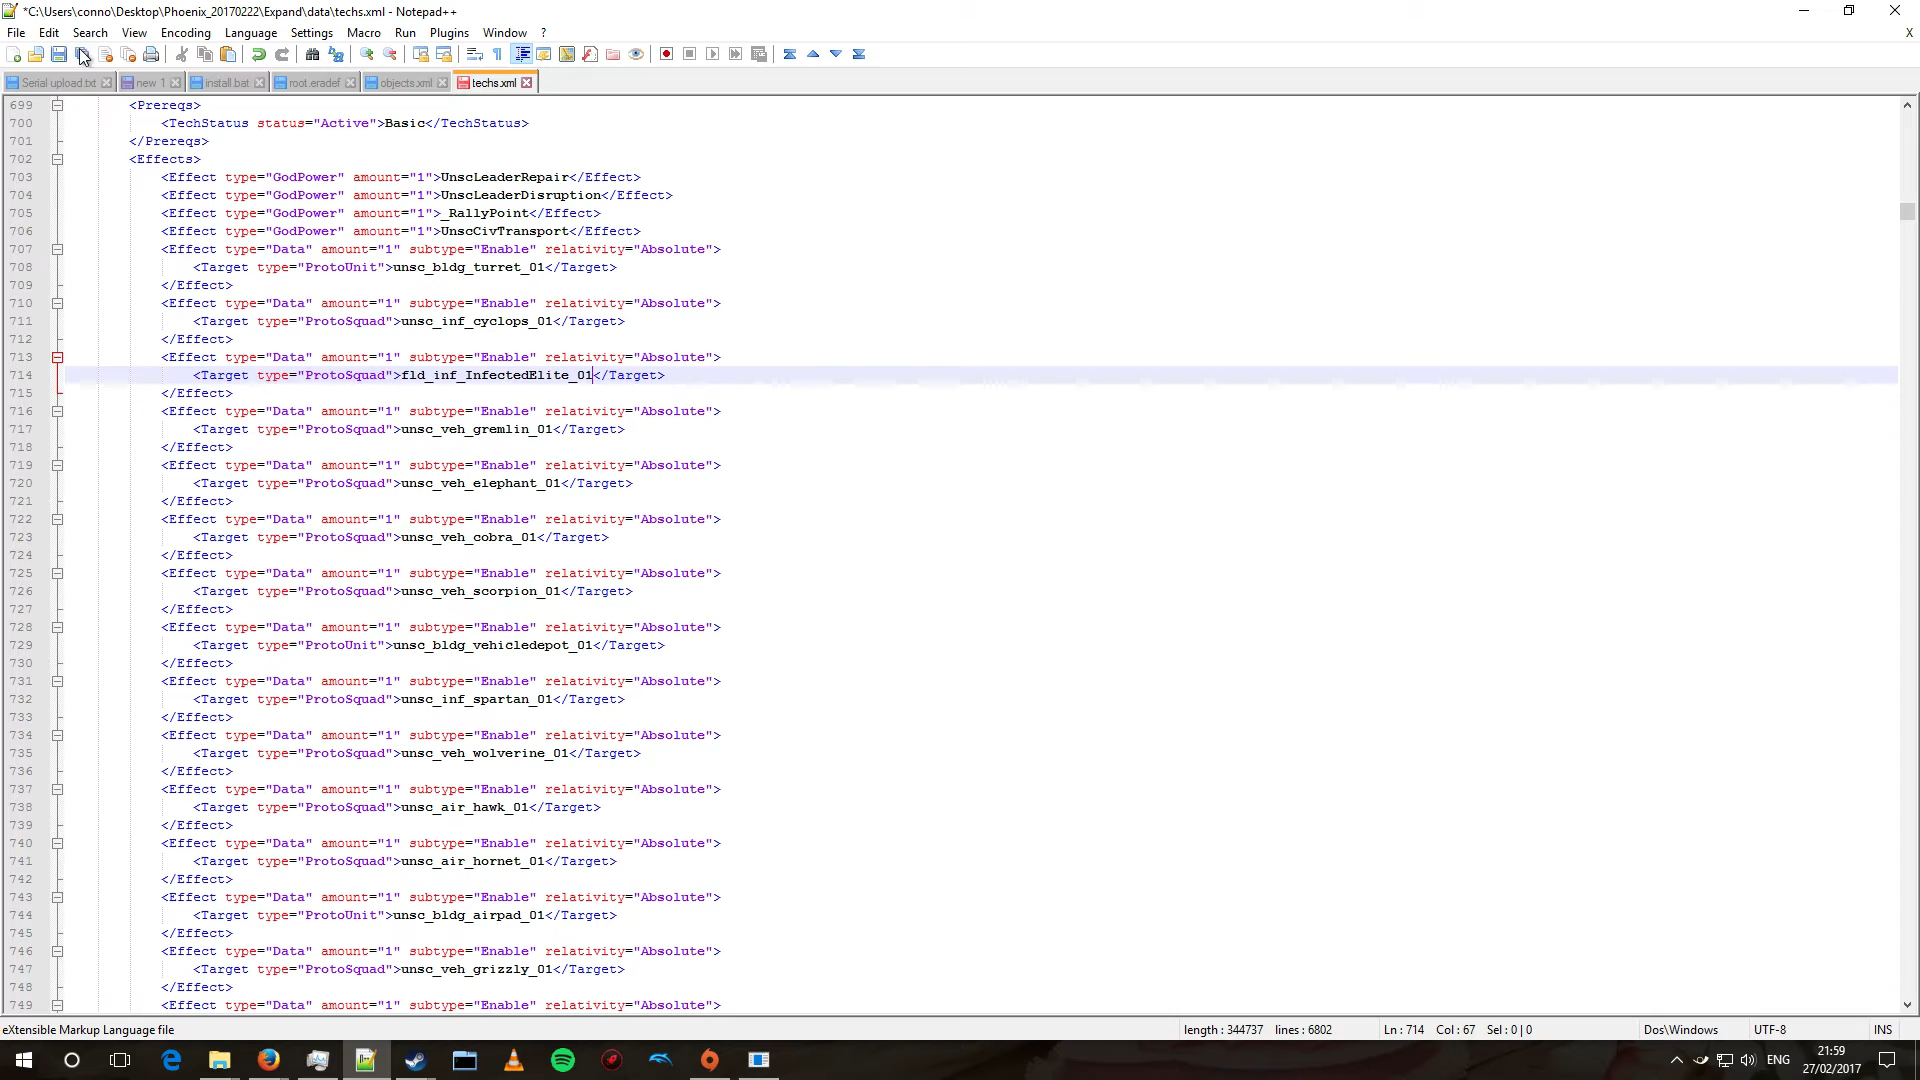 *C:\Users\conno\Desktop\Phoenix_20170222\Expand\data\techs.xml - Notepad++
File Edit Search View Encoding Language Settings Macro Run Plugins Window ? X
Serial upload.txt new 1 install.bat root.eradef objects.xml techs.xml
699 <Prereqs>
700 <TechStatus status="Active">Basic</TechStatus>
701 </Prereqs>
702 <Effects>
703 <Effect type="GodPower" amount="1">UnscLeaderRepair</Effect>
704 <Effect type="GodPower" amount="1">UnscLeaderDisruption</Effect>
705 <Effect type="GodPower" amount="1">_RallyPoint</Effect>
706 <Effect type="GodPower" amount="1">UnscCivTransport</Effect>
707 <Effect type="Data" amount="1" subtype="Enable" relativity="Absolute">
708 <Target type="ProtoUnit">unsc_bldg_turret_01</Target>
709 </Effect>
710 <Effect type="Data" amount="1" subtype="Enable" relativity="Absolute">
711 <Target type="ProtoSquad">unsc_inf_cyclops_01</Target>
712 </Effect>
713 <Effect type="Data" amount="1" subtype="Enable" relativity="Absolute">
714 <Target type="ProtoSquad">fld_inf_InfectedElite_01</Target>
715 </Effect>
716 <Effect type="Data" amount="1" subtype="Enable" relativity="Absolute">
717 <Target type="ProtoSquad">unsc_veh_gremlin_01</Target>
718 </Effect>
719 <Effect type="Data" amount="1" subtype="Enable" relativity="Absolute">
720 <Target type="ProtoSquad">unsc_veh_elephant_01</Target>
721 </Effect>
722 <Effect type="Data" amount="1" subtype="Enable" relativity="Absolute">
723 <Target type="ProtoSquad">unsc_veh_cobra_01</Target>
724 </Effect>
725 <Effect type="Data" amount="1" subtype="Enable" relativity="Absolute">
726 <Target type="ProtoSquad">unsc_veh_scorpion_01</Target>
727 </Effect>
728 <Effect type="Data" amount="1" subtype="Enable" relativity="Absolute">
729 <Target type="ProtoUnit">unsc_bldg_vehicledepot_01</Target>
730 </Effect>
731 <Effect type="Data" amount="1" subtype="Enable" relativity="Absolute">
732 <Target type="ProtoSquad">unsc_inf_spartan_01</Target>
733 </Effect>
734 <Effect type="Data" amount="1" subtype="Enable" relativity="Absolute">
735 <Target type="ProtoSquad">unsc_veh_wolverine_01</Target>
736 </Effect>
737 <Effect type="Data" amount="1" subtype="Enable" relativity="Absolute">
738 <Target type="ProtoSquad">unsc_air_hawk_01</Target>
739 </Effect>
740 <Effect type="Data" amount="1" subtype="Enable" relativity="Absolute">
741 <Target type="ProtoSquad">unsc_air_hornet_01</Target>
742 </Effect>
743 <Effect type="Data" amount="1" subtype="Enable" relativity="Absolute">
744 <Target type="ProtoUnit">unsc_bldg_airpad_01</Target>
745 </Effect>
746 <Effect type="Data" amount="1" subtype="Enable" relativity="Absolute">
747 <Target type="ProtoSquad">unsc_veh_grizzly_01</Target>
748 </Effect>
749 <Effect type="Data" amount="1" subtype="Enable" relativity="Absolute">
eXtensible Markup Language file length : 344737 lines : 6802 Ln : 714 Col : 67 Sel : 0 | 0 Dos\Windows UTF-8 INS
ENG 21:59
27/02/2017